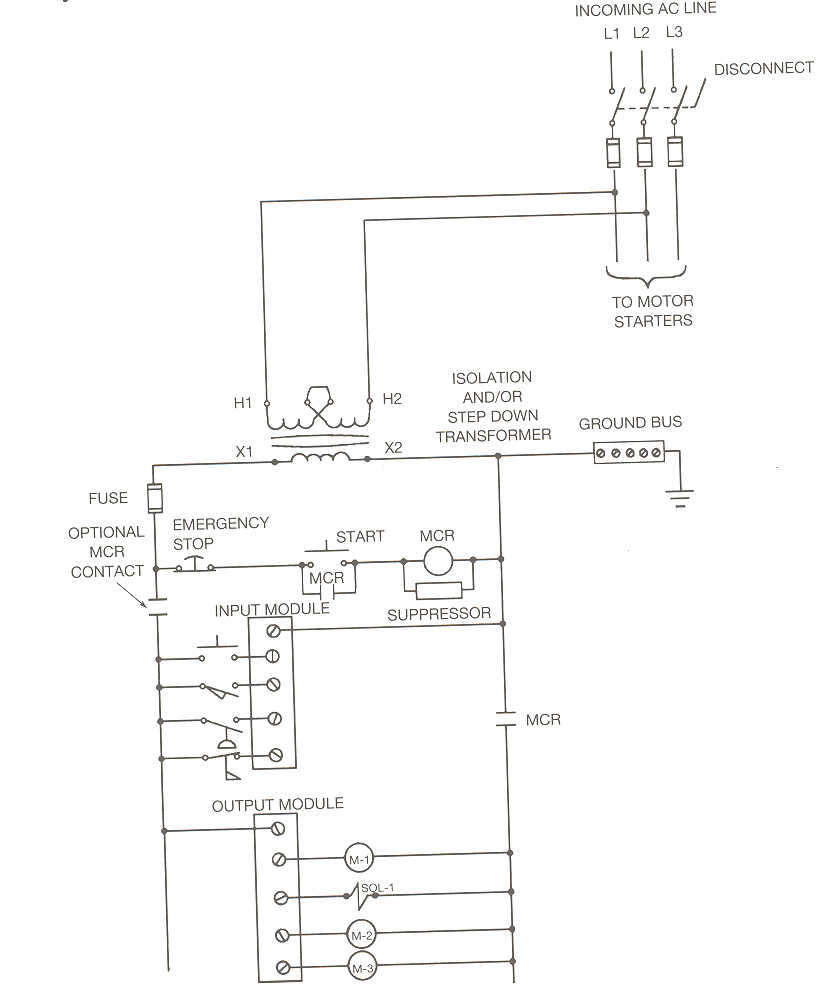 INCOMING AC LINE
L1 L2 L3
DISCONNECT
TO MOTOR
STARTERS
H1
H2
ISOLATION
AND/OR
STEP DOWN
TRANSFORMER
GROUND BUS
X1
X2
FUSE
OPTIONAL
MCR
CONTACT
EMERGENCY
STOP
START
MCR
MCR
SUPPRESSOR
INPUT MODULE
MCR
OUTPUT MODULE
M-1
SOL-1
M-2
M-3